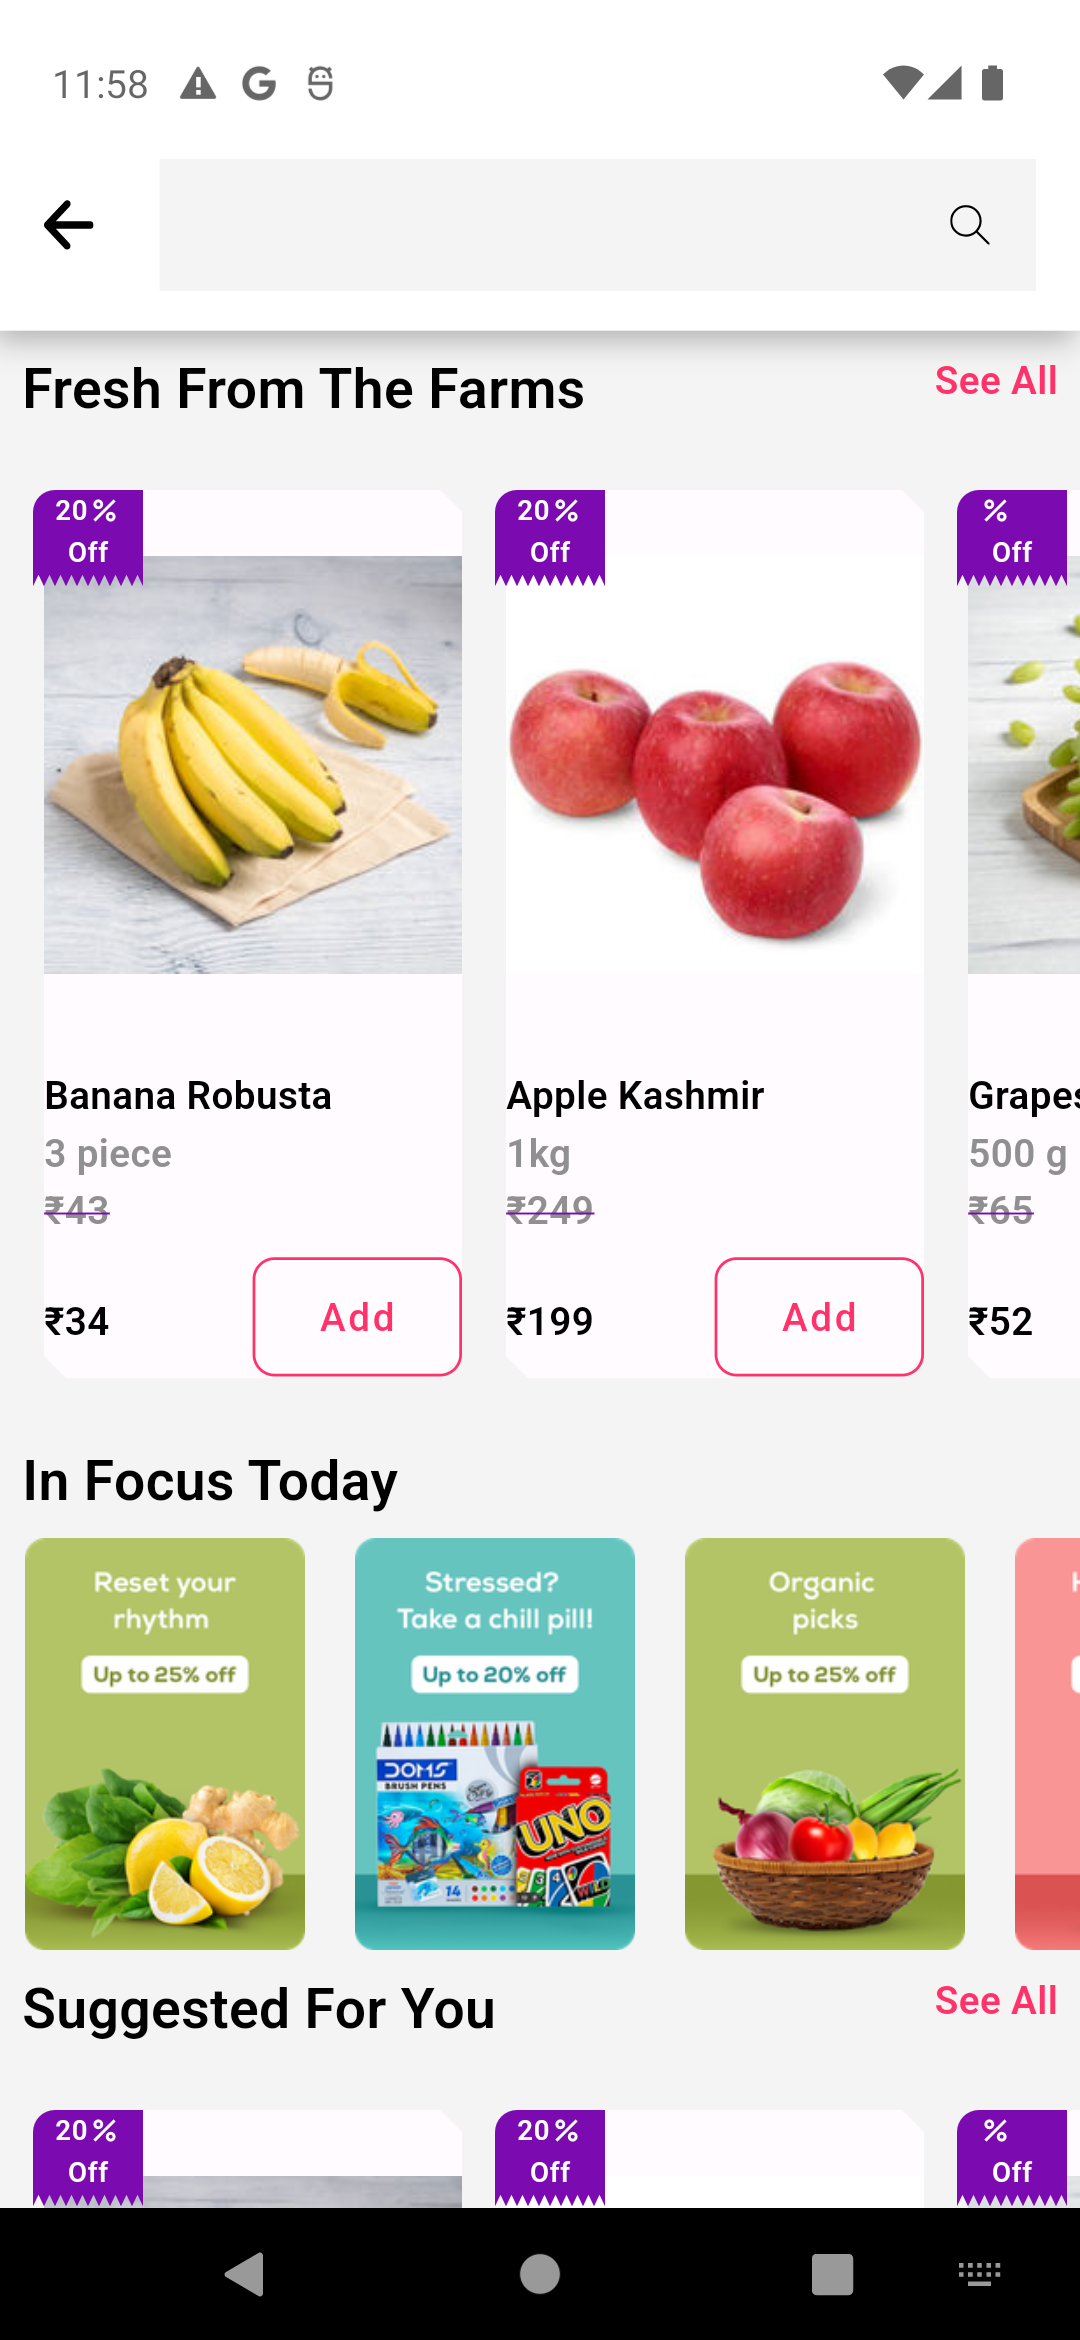 11:58
Fresh From The Farms
See All
20%
Off
20%
Off
%
Off
Banana Robusta
3 piece
₹43
₹34
Add
Apple Kashmir
1kg
₹249
₹199
Add
Grapes
500 g
₹65
₹52
In Focus Today
Reset your
rhythm
Up to 25% off
Stressed?
Take a chill pill!
Up to 20% off
DOMS
BRUSH PENS
14
UNO
WILD
Organic
picks
Up to 25% off
Suggested For You
See All
20%
Off
20%
Off
%
Off